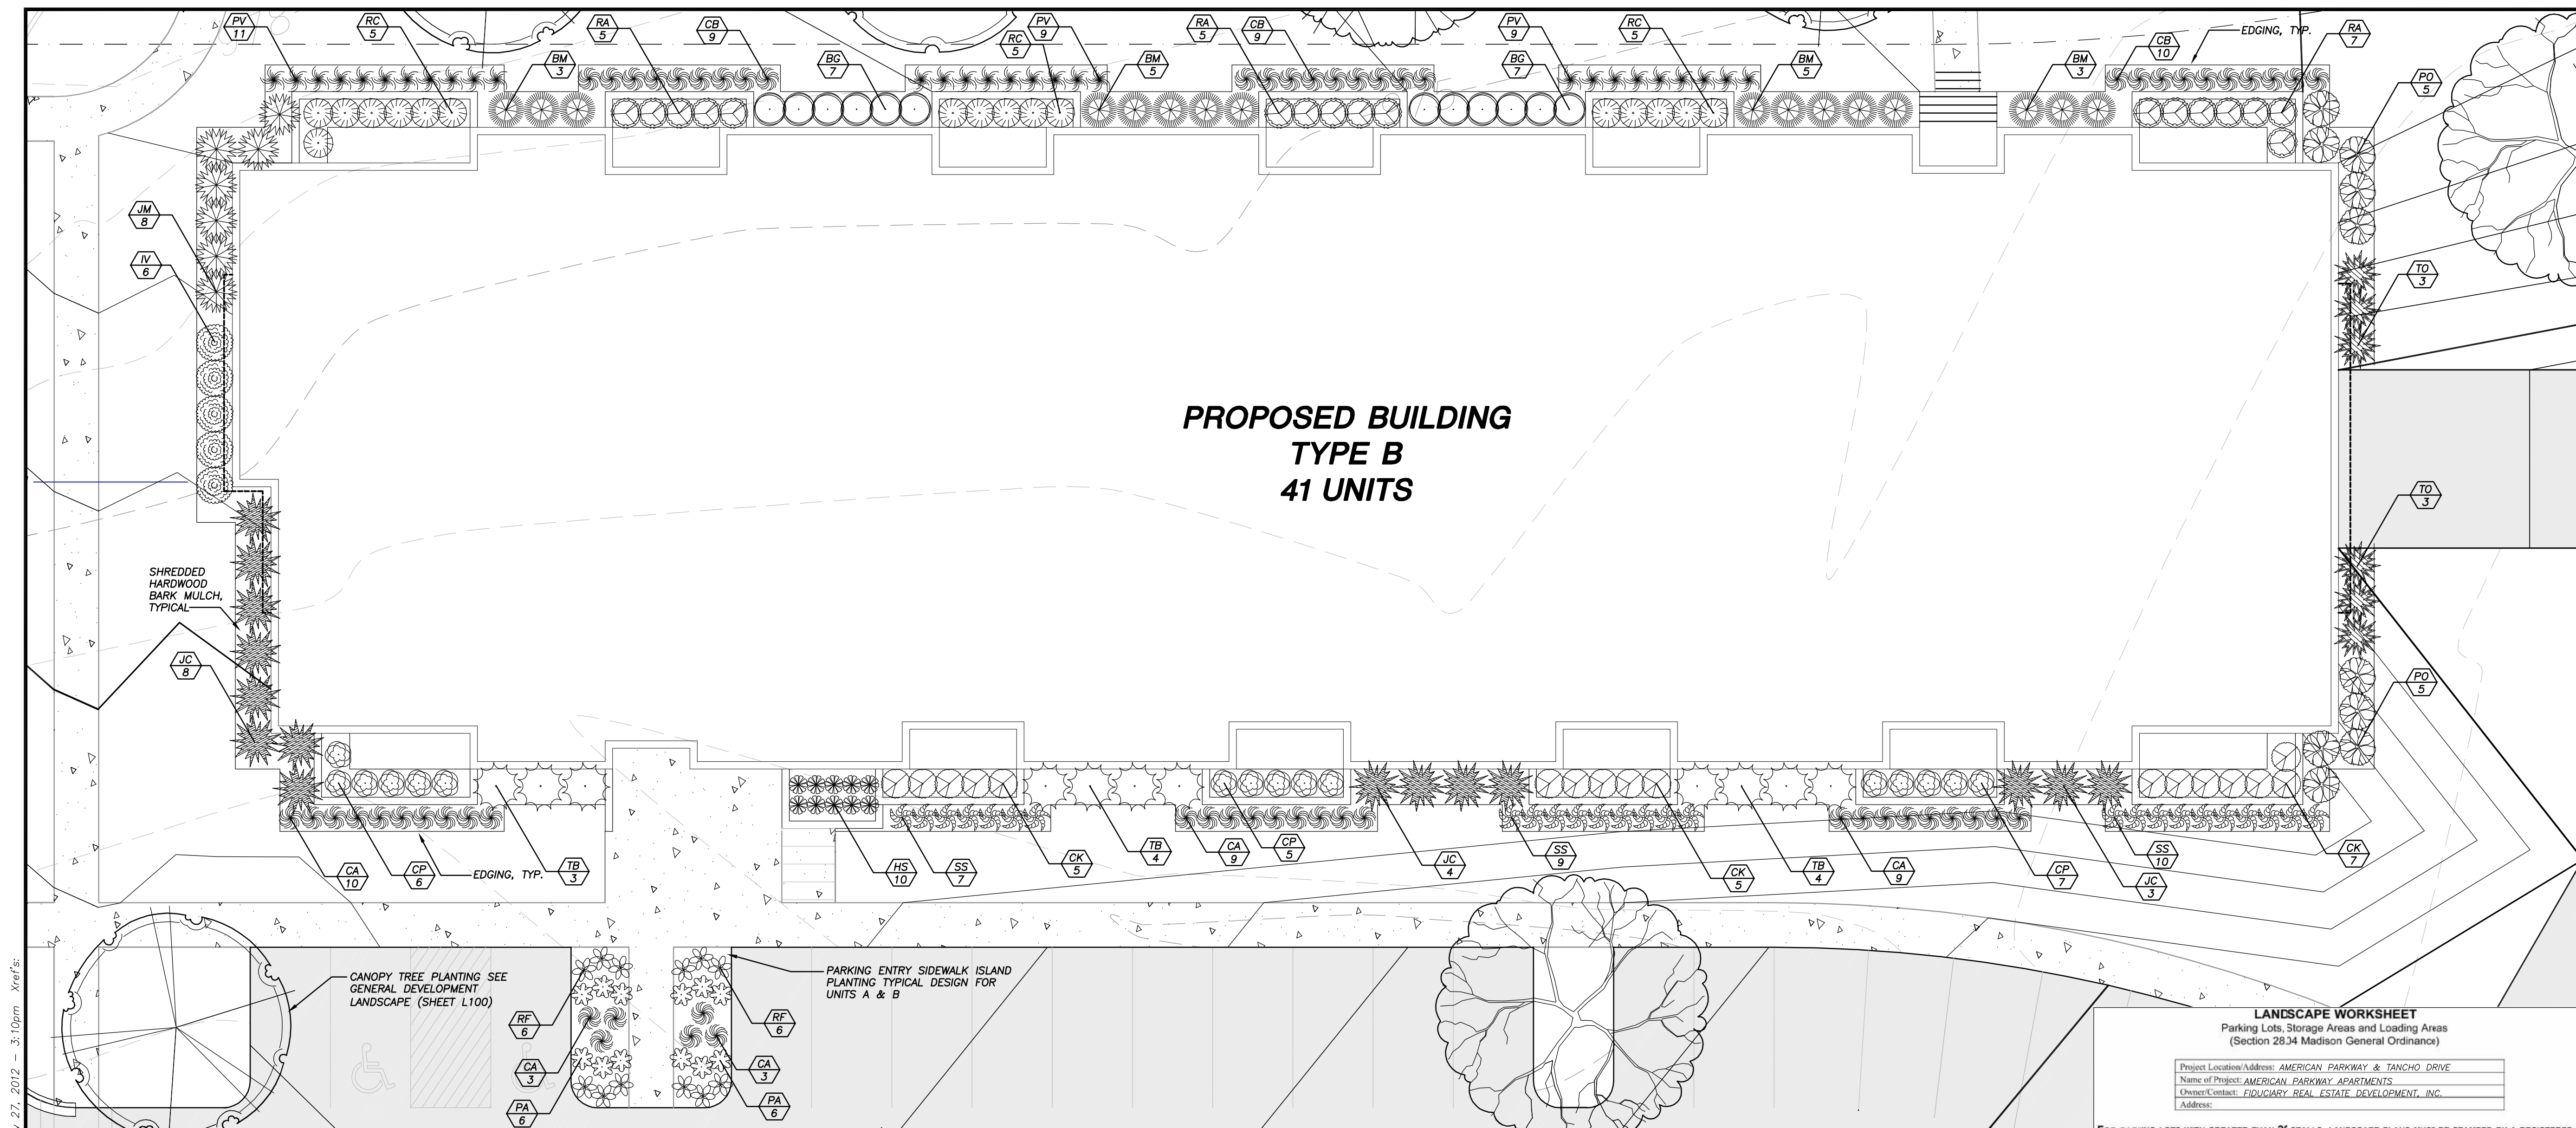 PV
11
RC
5
RA
5
CB
9
RC
5
PV
9
RA
5
CB
9
PV
9
RC
5
EDGING, TYP.
RA
7
BM
3
BG
7
BM
5
BG
7
BM
5
BM
3
CB
10
PO
5
JM
8
IV
6
TO
3
PROPOSED BUILDING
TYPE B
41 UNITS
TO
3
SHREDDED
HARDWOOD
BARK MULCH,
TYPICAL
JC
8
PO
5
CA
10
CP
6
EDGING, TYP.
TB
3
HS
10
SS
7
CK
5
TB
4
CA
9
CP
5
JC
4
SS
9
CK
5
TB
4
CA
9
CP
7
JC
3
SS
10
CK
7
CANOPY TREE PLANTING SEE
GENERAL DEVELOPMENT
LANDSCAPE (SHEET L100)
PARKING ENTRY SIDEWALK ISLAND
PLANTING TYPICAL DESIGN FOR
UNITS A & B
RF
6
CA
3
PA
6
RF
6
CA
3
PA
6
27, 2012 - 3:10pm Xref's:
LANDSCAPE WORKSHEET
Parking Lots, Storage Areas and Loading Areas
(Section 28.04 Madison General Ordinance)
Project Location/Address: AMERICAN PARKWAY & TANCHO DRIVE
Name of Project: AMERICAN PARKWAY APARTMENTS
Owner/Contact: FIDUCIARY REAL ESTATE DEVELOPMENT, INC.
Address: